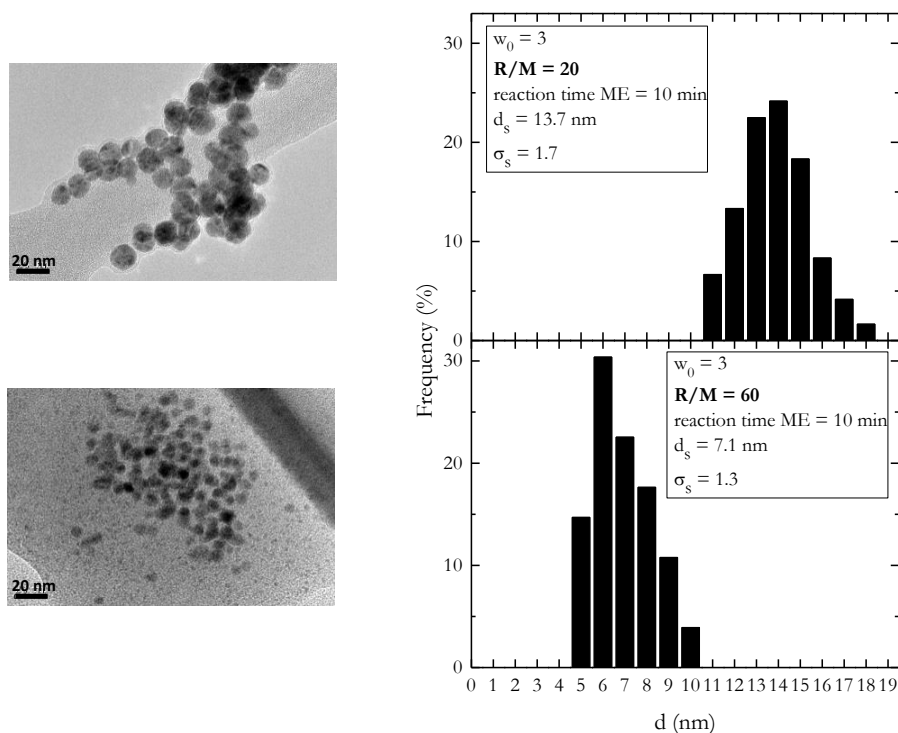 20 nm
20 nm
Frequency (%)
30
20
10
0
w₀ = 3
R/M = 20
reaction time ME = 10 min
dₛ = 13.7 nm
σₛ = 1.7
30
20
10
0
w₀ = 3
R/M = 60
reaction time ME = 10 min
dₛ = 7.1 nm
σₛ = 1.3
0 1 2 3 4 5 6 7 8 9 10 11 12 13 14 15 16 17 18 19
d (nm)